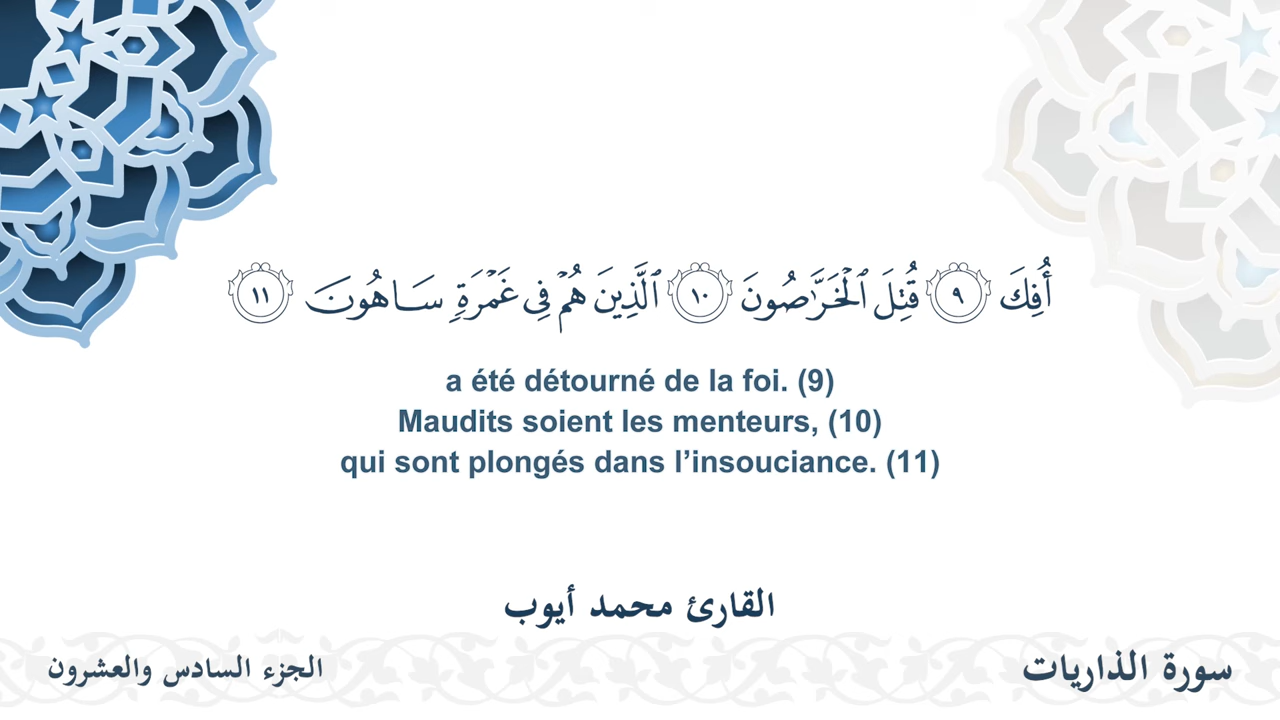 أُفِكَ ٩ قُتِلَ ٱلْخَرَّٰصُونَ ١٠ ٱلَّذِينَ هُمْ فِى غَمْرَةٍ سَاهُونَ ١١
a été détourné de la foi. (9)
Maudits soient les menteurs, (10)
qui sont plongés dans l’insouciance. (11)
القارئ محمد أيوب
سورة الذاريات
الجزء السادس والعشرون